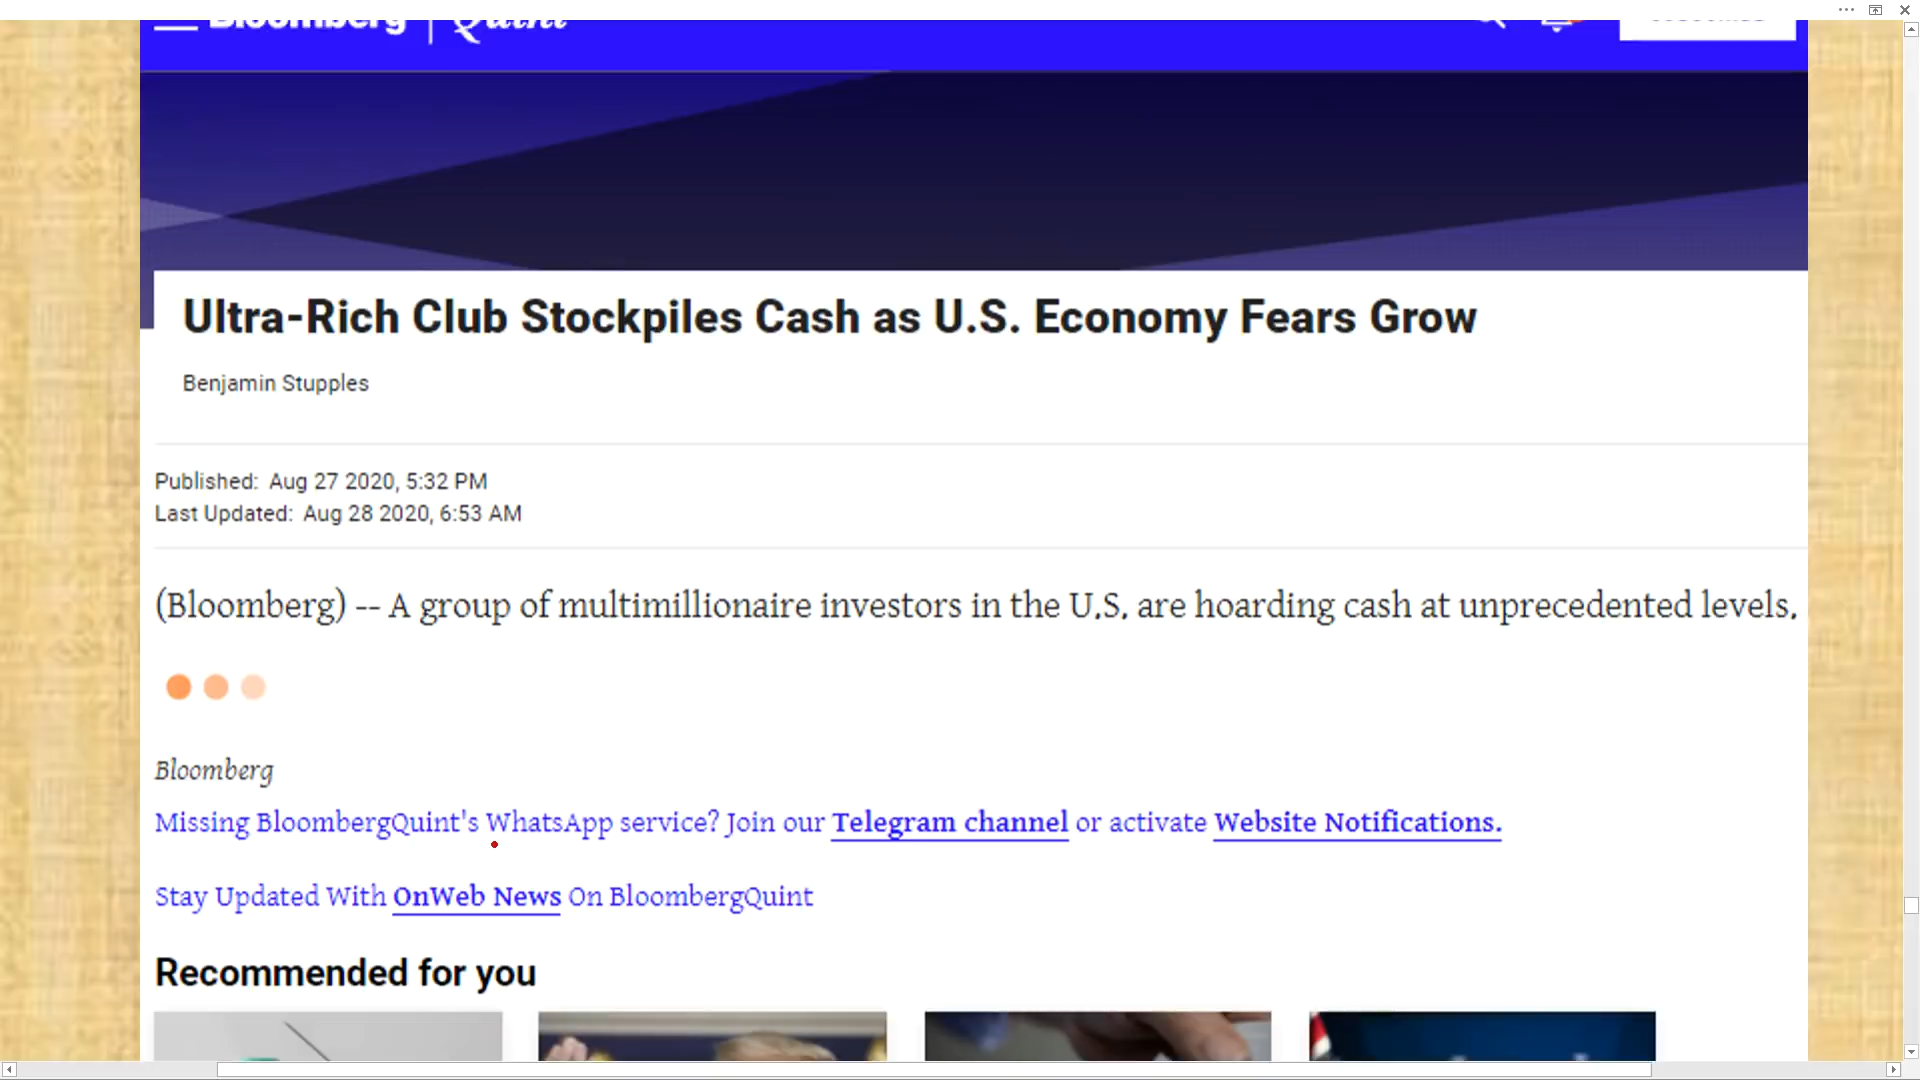 Bloomberg | Quint
Ultra-Rich Club Stockpiles Cash as U.S. Economy Fears Grow
Benjamin Stupples
Published: Aug 27 2020, 5:32 PM
Last Updated: Aug 28 2020, 6:53 AM
(Bloomberg) -- A group of multimillionaire investors in the U.S. are hoarding cash at unprecedented levels.
Bloomberg
Missing BloombergQuint's WhatsApp service? Join our Telegram channel or activate Website Notifications.
Stay Updated With OnWeb News On BloombergQuint
Recommended for you